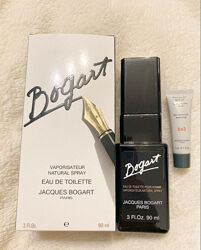 Bogart
VAPORISATEUR
NATURAL SPRAY
EAU DE TOILETTE
JACQUES BOGART
PARIS
3 Fl.Oz. 90 ml
Bogart
EAU DE TOILETTE POUR HOMME
VAPORISATEUR NATURAL SPRAY
JACQUES BOGART
PARIS
3 Fl.Oz. 90 ml
3in1